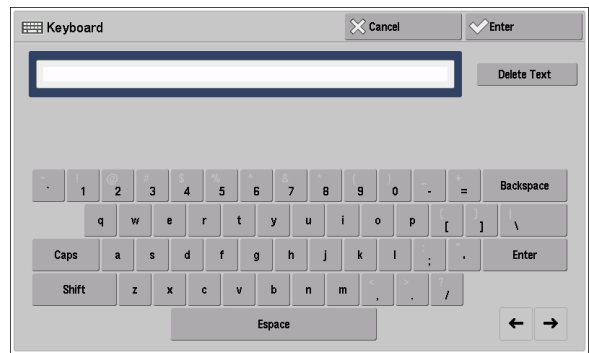 Keyboard Cancel Enter
Delete Text
~ ! @ # $ % ^ & * ( ) _ +
` 1 2 3 4 5 6 7 8 9 0 - = Backspace
q w e r t y u i o p { [ } ] | \
Caps a s d f g h j k l : ; " ' Enter
Shift z x c v b n m < , > . ? /
Espace ← →